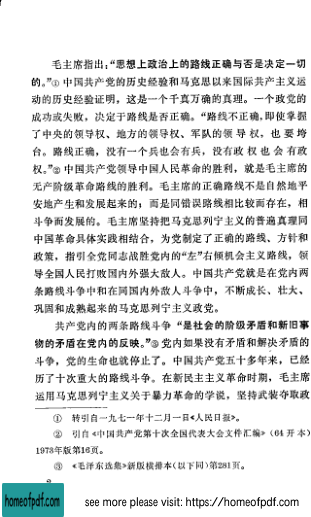 毛主席指出：“思想上政治上的路线正确与否是决定一切
的。”① 中国共产党的历史经验和马克思以来国际共产主义运
动的历史经验证明，这是一个千真万确的真理。一个政党的
成功或失败，决定于路线是否正确。“路线不正确，即使掌握
了中央的领导权、地方的领导权、军队的领导权，也要垮
台。路线正确，没有一个兵也会有兵，没有政权也会有政
权。”② 中国共产党领导中国人民革命的胜利，就是毛主席的
无产阶级革命路线的胜利。毛主席的正确路线不是自然地平
安地产生和发展起来的，而是同错误路线相比较而存在，相
斗争而发展的。毛主席坚持把马克思列宁主义的普遍真理同
中国革命具体实践相结合，为党制定了正确的路线、方针和
政策，指引全党同志战胜党内的“左”右倾机会主义路线，领
导全国人民打败国内外强大敌人。中国共产党就是在党内两
条路线斗争中和在同国内外敌人斗争中，不断成长、壮大、
巩固和成熟起来的马克思列宁主义政党。
共产党内的两条路线斗争“是社会的阶级矛盾和新旧事
物的矛盾在党内的反映。”③ 党内如果没有矛盾和解决矛盾的
斗争，党的生命也就停止了。中国共产党五十多年来，已经
历了十次重大的路线斗争。在新民主主义革命时期，毛主席
运用马克思列宁主义关于暴力革命的学说，坚持武装夺取政
① 转引自一九七一年十二月一日《人民日报》。
② 引自《中国共产党第十次全国代表大会文件汇编》（64开本）
1973年版第16页。
③ 《毛泽东选集》新版横排本（以下同）第281页。
homeofpdf.com
see more please visit: https://homeofpdf.com